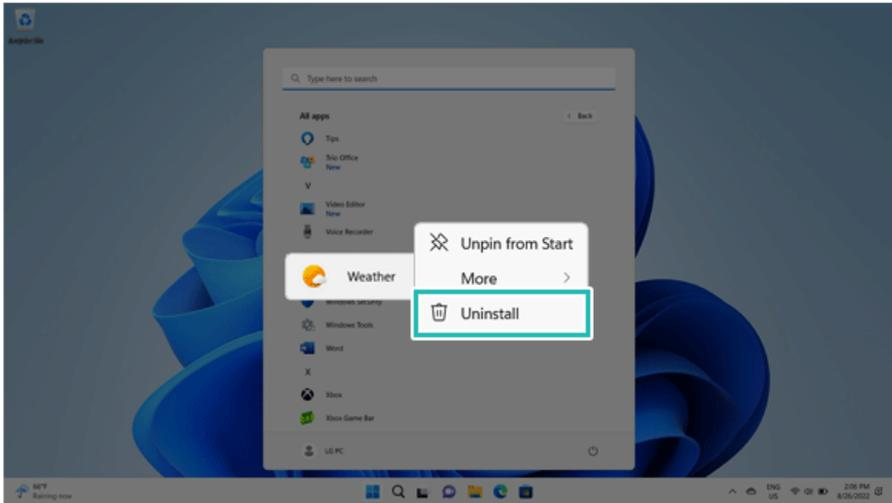 Type here to search
All apps
Back
Tips
Trio Office
New
V
Video Editor
New
Voice Recorder
Unpin from Start
Weather
More
Windows Security
Uninstall
Windows Tools
Word
X
Xbox
Xbox Game Bar
LG PC
66°F
Raining now
ENG
US
2:06 PM
8/26/2022